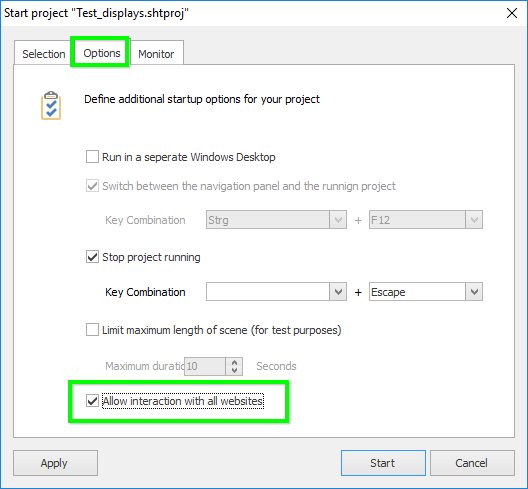 Start project "Test_displays.shtproj"
Selection Options Monitor
Define additional startup options for your project
Run in a seperate Windows Desktop
Switch between the navigation panel and the runnign project
Key Combination Strg + F12
Stop project running
Key Combination + Escape
Limit maximum length of scene (for test purposes)
Maximum duratio 10 Seconds
Allow interaction with all websites
Apply Start Cancel